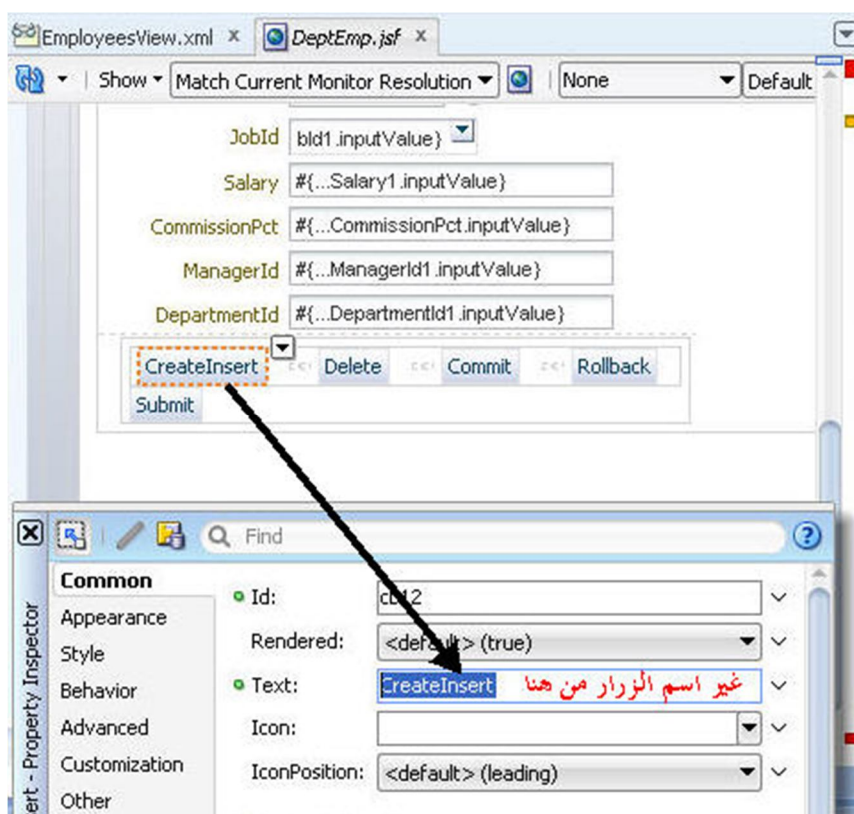 EmployeesView.xml x DeptEmp.jsf x
Show Match Current Monitor Resolution None Default
JobId bId1.inputValue}
Salary #{...Salary1.inputValue}
CommissionPct #{...CommissionPct.inputValue}
ManagerId #{...ManagerId1.inputValue}
DepartmentId #{...DepartmentId1.inputValue}
CreateInsert Delete Commit Rollback
Submit
Find
Common
Appearance
Style
Behavior
Advanced
Customization
Other
Id: cb12
Rendered: <default> (true)
Text: CreateInsert غير اسم الزرار من هنا
Icon:
IconPosition: <default> (leading)
ert - Property Inspector